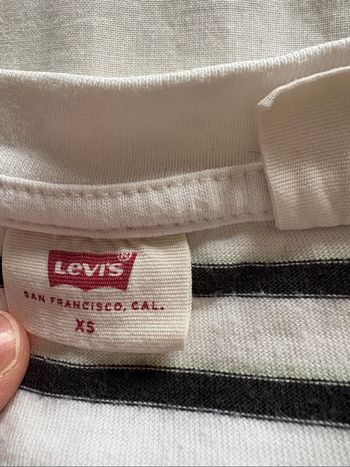 LEVI'S ®
SAN FRANCISCO, CAL.
XS